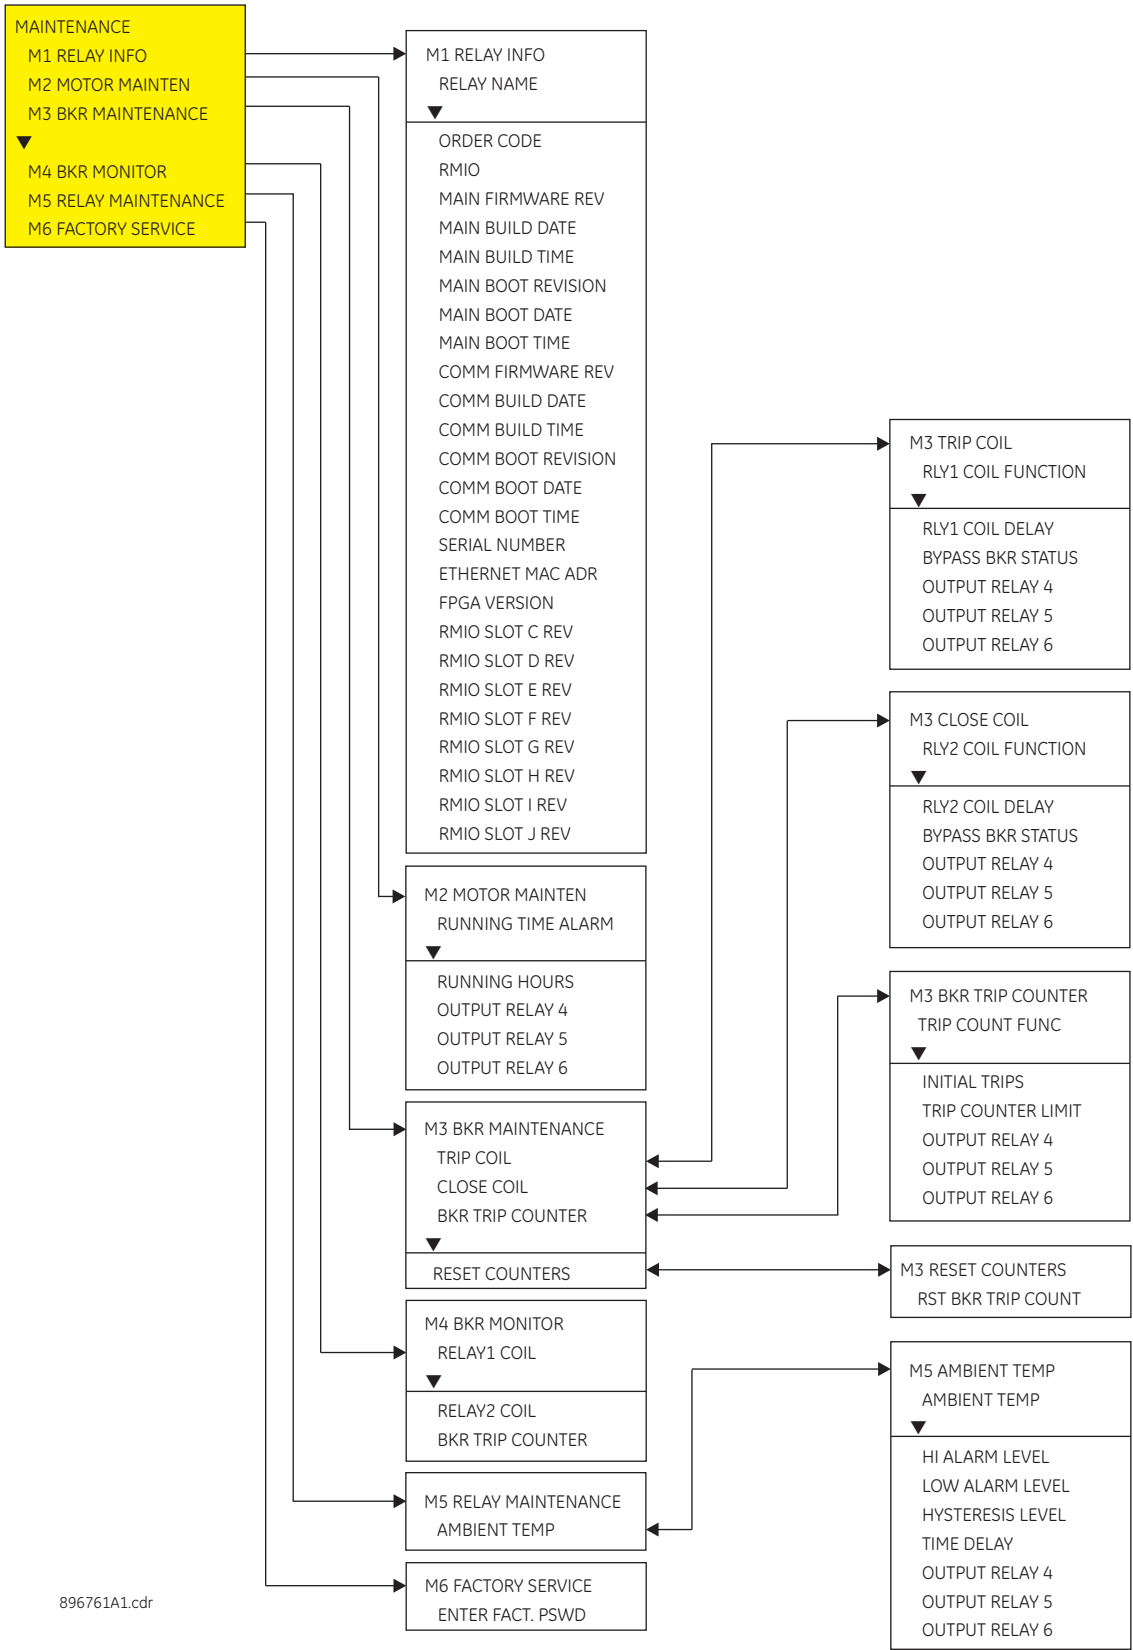 MAINTENANCE
M1 RELAY INFO
M2 MOTOR MAINTEN
M3 BKR MAINTENANCE
▼
M4 BKR MONITOR
M5 RELAY MAINTENANCE
M6 FACTORY SERVICE
M1 RELAY INFO
RELAY NAME
▼
ORDER CODE
RMIO
MAIN FIRMWARE REV
MAIN BUILD DATE
MAIN BUILD TIME
MAIN BOOT REVISION
MAIN BOOT DATE
MAIN BOOT TIME
COMM FIRMWARE REV
COMM BUILD DATE
COMM BUILD TIME
COMM BOOT REVISION
COMM BOOT DATE
COMM BOOT TIME
SERIAL NUMBER
ETHERNET MAC ADR
FPGA VERSION
RMIO SLOT C REV
RMIO SLOT D REV
RMIO SLOT E REV
RMIO SLOT F REV
RMIO SLOT G REV
RMIO SLOT H REV
RMIO SLOT I REV
RMIO SLOT J REV
M2 MOTOR MAINTEN
RUNNING TIME ALARM
▼
RUNNING HOURS
OUTPUT RELAY 4
OUTPUT RELAY 5
OUTPUT RELAY 6
M3 BKR MAINTENANCE
TRIP COIL
CLOSE COIL
BKR TRIP COUNTER
▼
RESET COUNTERS
M4 BKR MONITOR
RELAY1 COIL
▼
RELAY2 COIL
BKR TRIP COUNTER
M5 RELAY MAINTENANCE
AMBIENT TEMP
M6 FACTORY SERVICE
ENTER FACT. PSWD
M3 TRIP COIL
RLY1 COIL FUNCTION
▼
RLY1 COIL DELAY
BYPASS BKR STATUS
OUTPUT RELAY 4
OUTPUT RELAY 5
OUTPUT RELAY 6
M3 CLOSE COIL
RLY2 COIL FUNCTION
▼
RLY2 COIL DELAY
BYPASS BKR STATUS
OUTPUT RELAY 4
OUTPUT RELAY 5
OUTPUT RELAY 6
M3 BKR TRIP COUNTER
TRIP COUNT FUNC
▼
INITIAL TRIPS
TRIP COUNTER LIMIT
OUTPUT RELAY 4
OUTPUT RELAY 5
OUTPUT RELAY 6
M3 RESET COUNTERS
RST BKR TRIP COUNT
M5 AMBIENT TEMP
AMBIENT TEMP
▼
HI ALARM LEVEL
LOW ALARM LEVEL
HYSTERESIS LEVEL
TIME DELAY
OUTPUT RELAY 4
OUTPUT RELAY 5
OUTPUT RELAY 6
896761A1.cdr